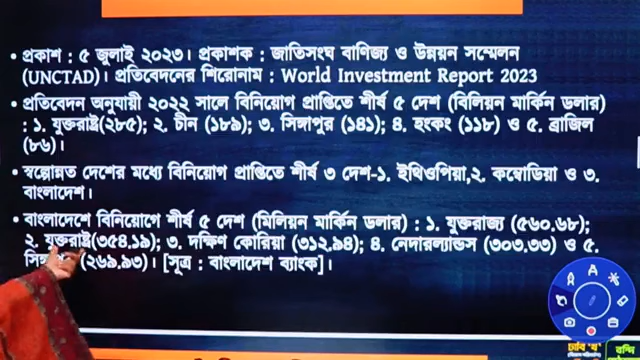 • প্রকাশ : ৫ জুলাই ২০২৩। প্রকাশক : জাতিসংঘ বাণিজ্য ও উন্নয়ন সম্মেলন
(UNCTAD)। প্রতিবেদনের শিরোনাম : World Investment Report 2023
• প্রতিবেদন অনুযায়ী ২০২২ সালে বিনিয়োগ প্রাপ্তিতে শীর্ষ ৫ দেশ (বিলিয়ন মার্কিন ডলার)
: ১. যুক্তরাষ্ট্র(২৮৫); ২. চীন (১৮৯); ৩. সিঙ্গাপুর (১৪১); ৪. হংকং (১১৮) ও ৫. ব্রাজিল
(৮৬)।
• স্বল্পোন্নত দেশের মধ্যে বিনিয়োগ প্রাপ্তিতে শীর্ষ ৩ দেশ-১. ইথিওপিয়া,২. কম্বোডিয়া ও ৩.
বাংলাদেশ।
• বাংলাদেশে বিনিয়োগে শীর্ষ ৫ দেশ (মিলিয়ন মার্কিন ডলার) : ১. যুক্তরাজ্য (৫৬০.৬৮);
২. যুক্তরাষ্ট্র(৩৫৪.১৯); ৩. দক্ষিণ কোরিয়া (৩১২.৯৪); ৪. নেদারল্যান্ডস (৩০৩.৩৩) ও ৫.
(২৬৯.৯৩)। [সূত্র : বাংলাদেশ ব্যাংক]।
A